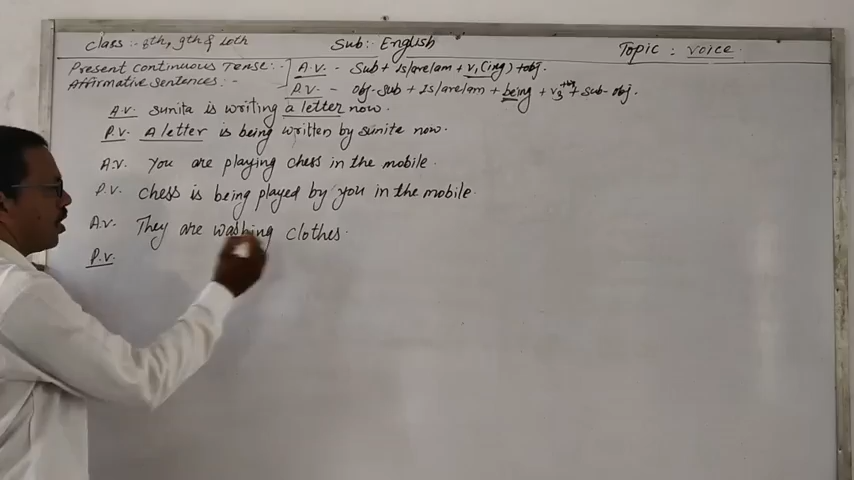 Class :- 8th, 9th & 10th Sub:- English Topic : voice.
Present Continuous Tense:- A.V. - Sub + Is/are/am + V1 (ing) + obj.
Affirmative Sentences:- P.V. - obj-Sub + Is/are/am + being + V3 + by + sub-obj.
A.V. Sunita is writing a letter now.
P.V. A letter is being written by sunita now.
A.V. You are playing chess in the mobile.
P.V. Chess is being played by you in the mobile.
A.V. They are washing clothes.
P.V.